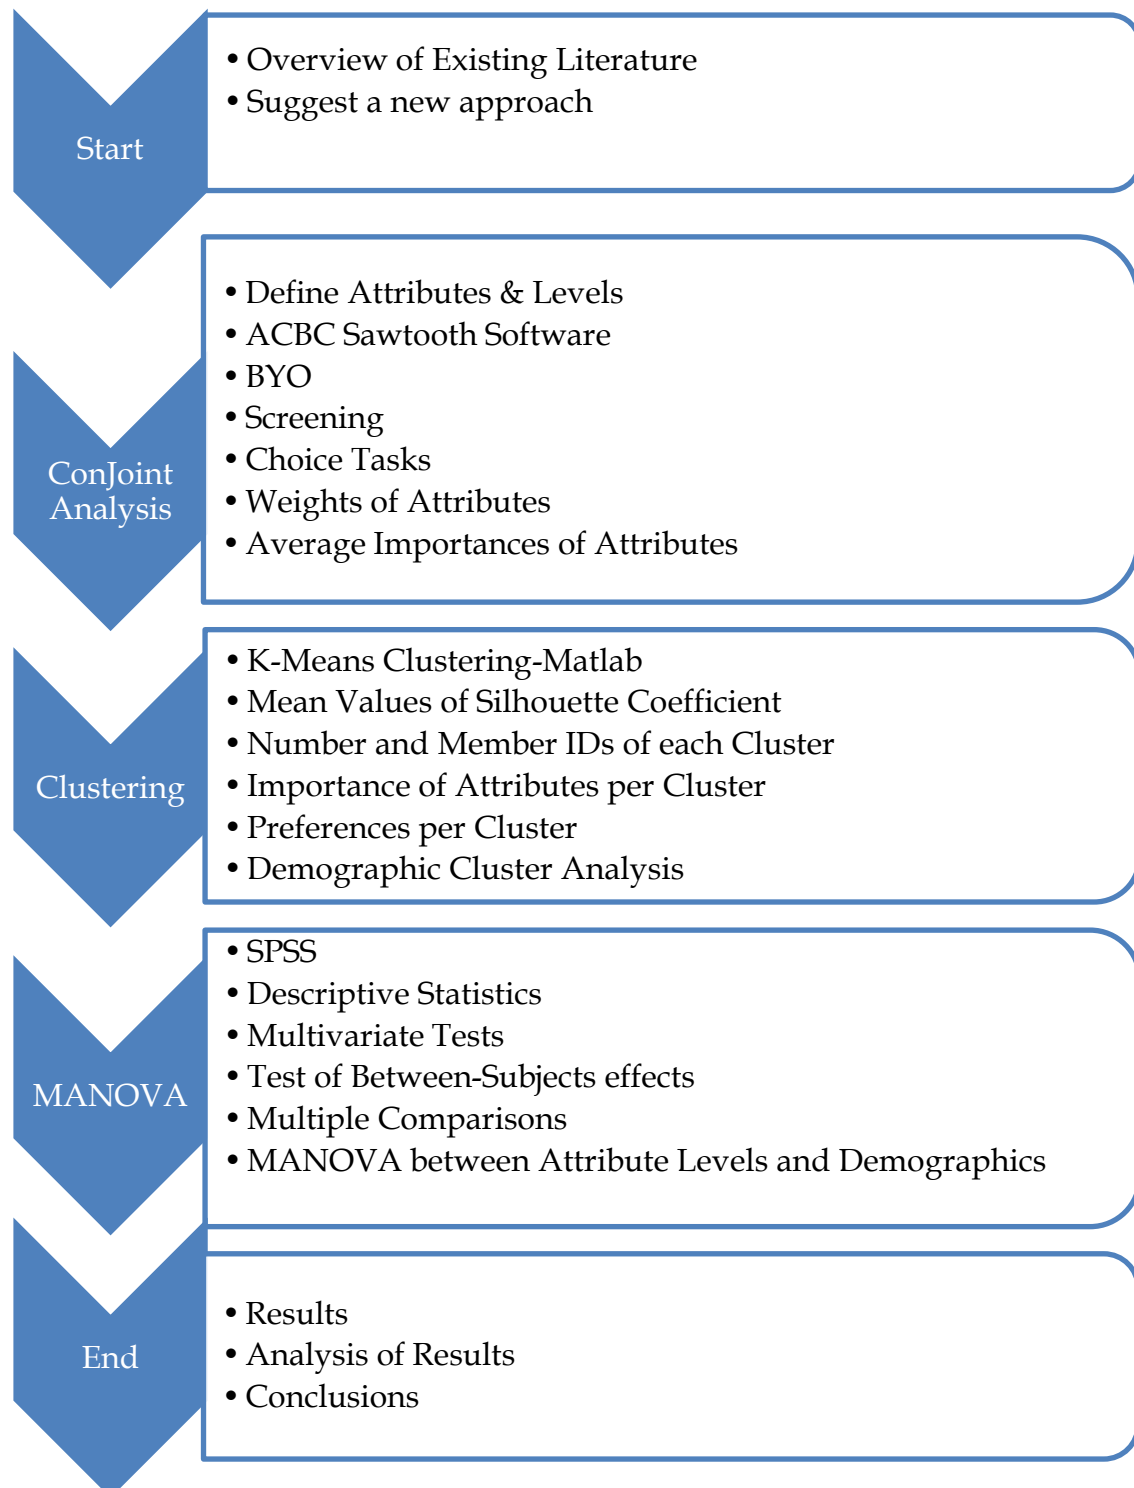 Start
• Overview of Existing Literature
• Suggest a new approach
ConJoint
Analysis
• Define Attributes & Levels
• ACBC Sawtooth Software
• BYO
• Screening
• Choice Tasks
• Weights of Attributes
• Average Importances of Attributes
Clustering
• K-Means Clustering-Matlab
• Mean Values of Silhouette Coefficient
• Number and Member IDs of each Cluster
• Importance of Attributes per Cluster
• Preferences per Cluster
• Demographic Cluster Analysis
MANOVA
• SPSS
• Descriptive Statistics
• Multivariate Tests
• Test of Between-Subjects effects
• Multiple Comparisons
• MANOVA between Attribute Levels and Demographics
End
• Results
• Analysis of Results
• Conclusions